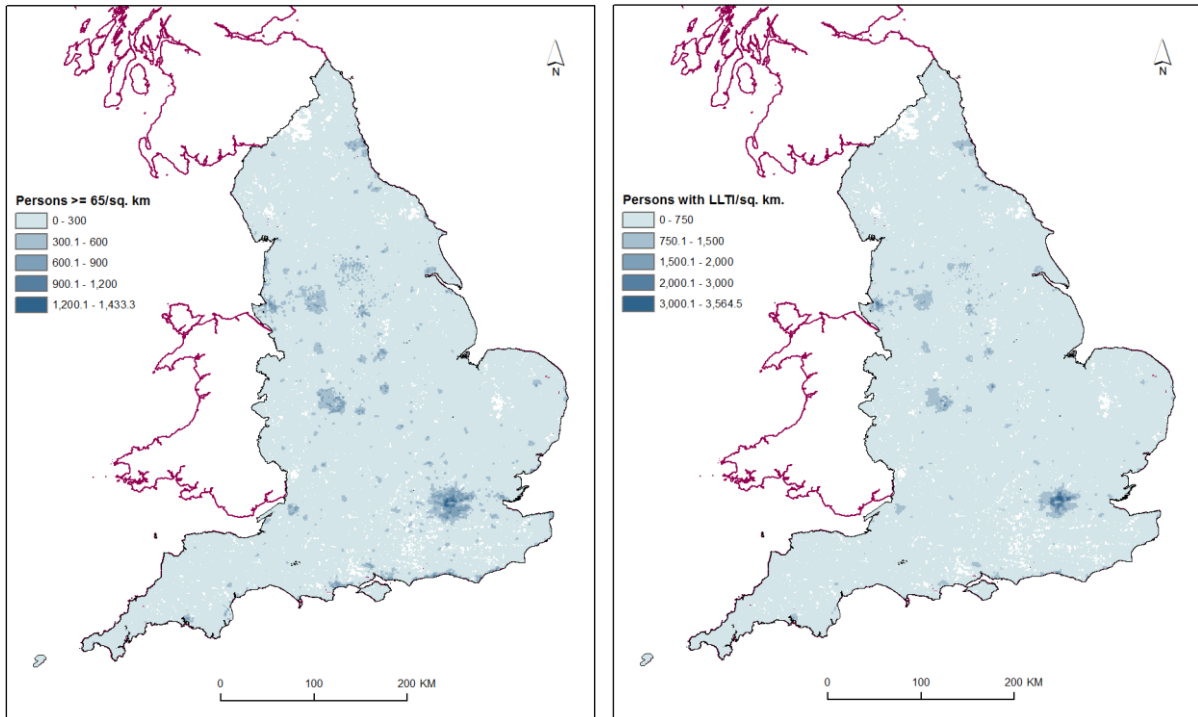 N
Persons >= 65/sq. km
0 - 300
300.1 - 600
600.1 - 900
900.1 - 1,200
1,200.1 - 1,433.3
0 100 200 KM
N
Persons with LLTI/sq. km.
0 - 750
750.1 - 1,500
1,500.1 - 2,000
2,000.1 - 3,000
3,000.1 - 3,564.5
0 100 200 KM